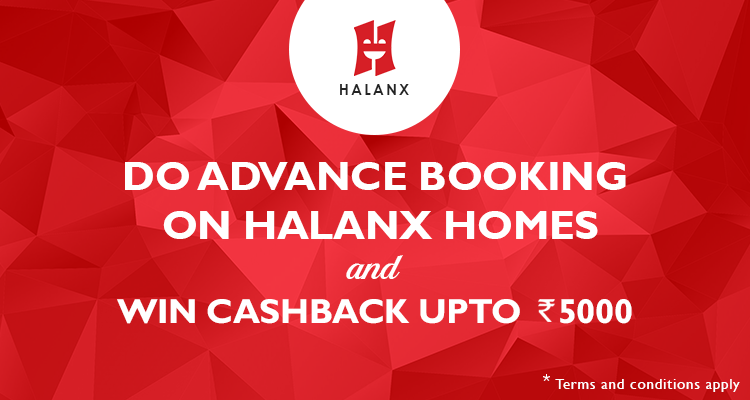 HALANX
DO ADVANCE BOOKING
ON HALANX HOMES
and
WIN CASHBACK UPTO ₹5000
* Terms and conditions apply